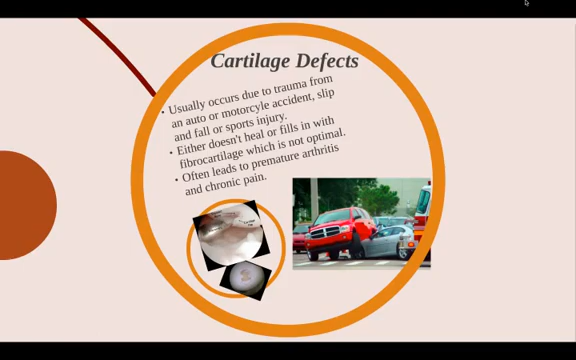 Cartilage Defects
• Usually occurs due to trauma from
an auto or motorcyle accident, slip
and fall or sports injury.
• Either doesn't heal or fills in with
fibrocartilage which is not optimal.
• Often leads to premature arthritis
and chronic pain.